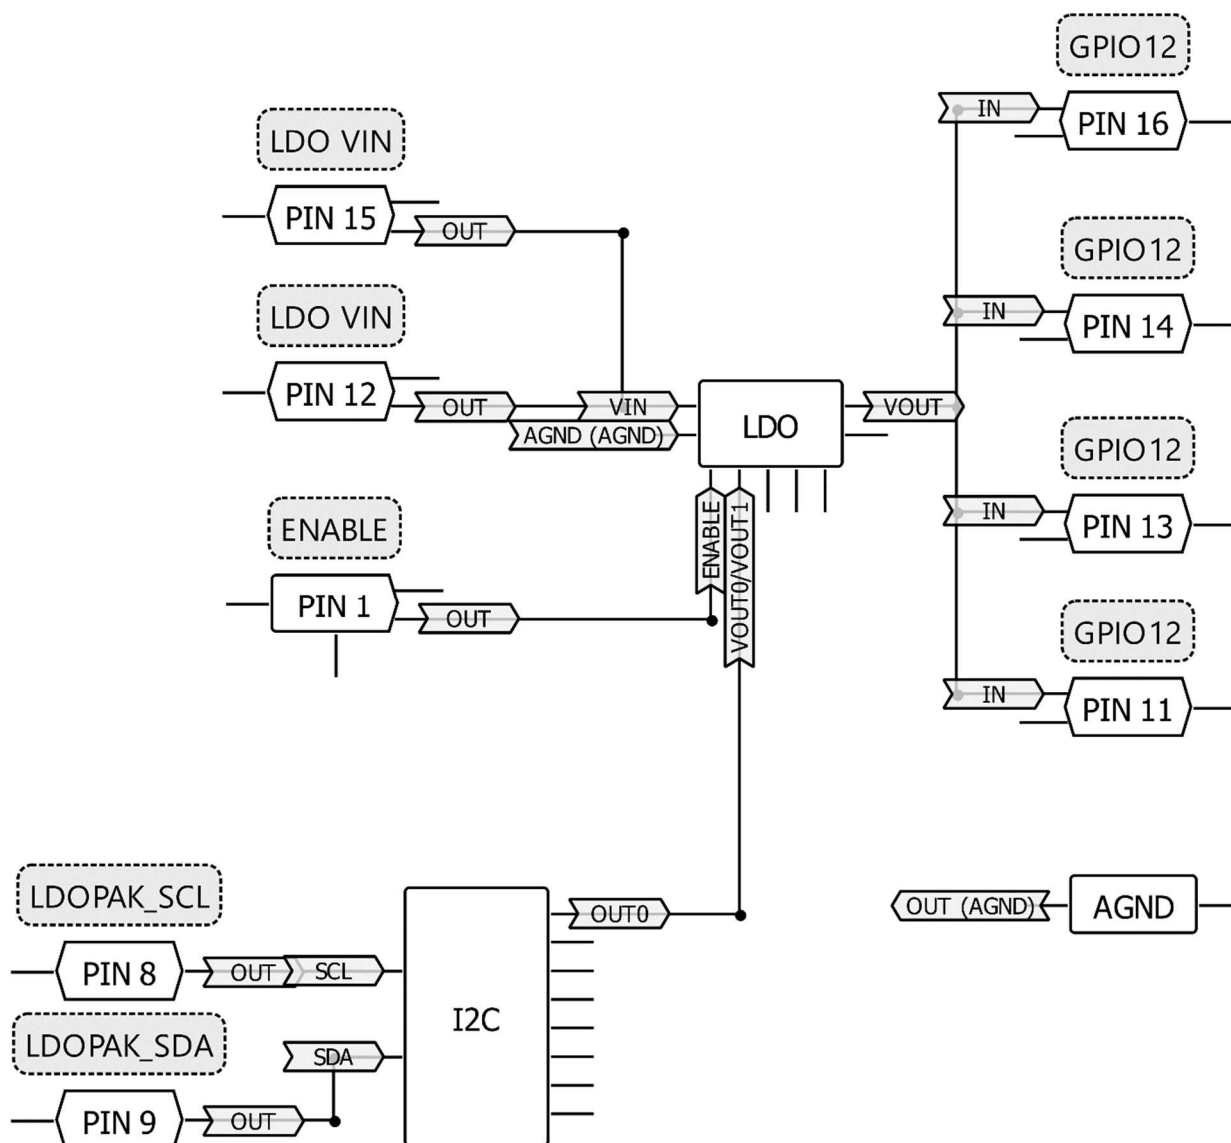 GPIO12
IN
PIN 16
LDO VIN
PIN 15
OUT
GPIO12
IN
PIN 14
LDO VIN
PIN 12
OUT
VIN
AGND (AGND)
LDO
VOUT
GPIO12
IN
PIN 13
ENABLE
PIN 1
OUT
ENABLE
VOUT0/VOUT1
GPIO12
IN
PIN 11
LDOPAK_SCL
PIN 8
OUT
SCL
I2C
OUT0
OUT (AGND)
AGND
LDOPAK_SDA
PIN 9
OUT
SDA